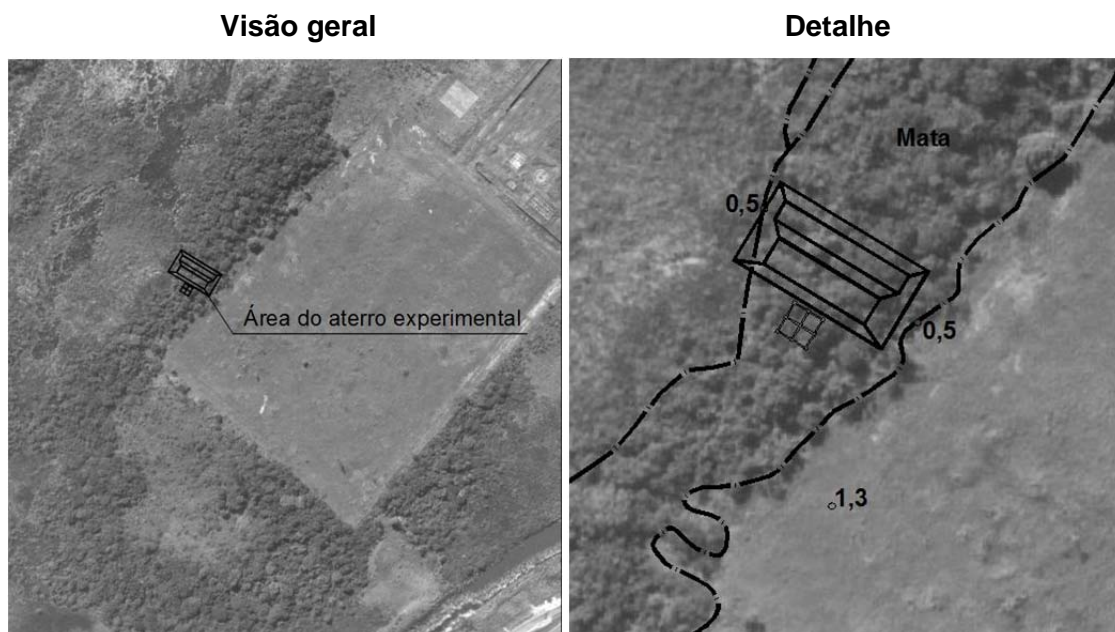 Visão geral
Detalhe
Área do aterro experimental
Mata
0,5
0,5
1,3